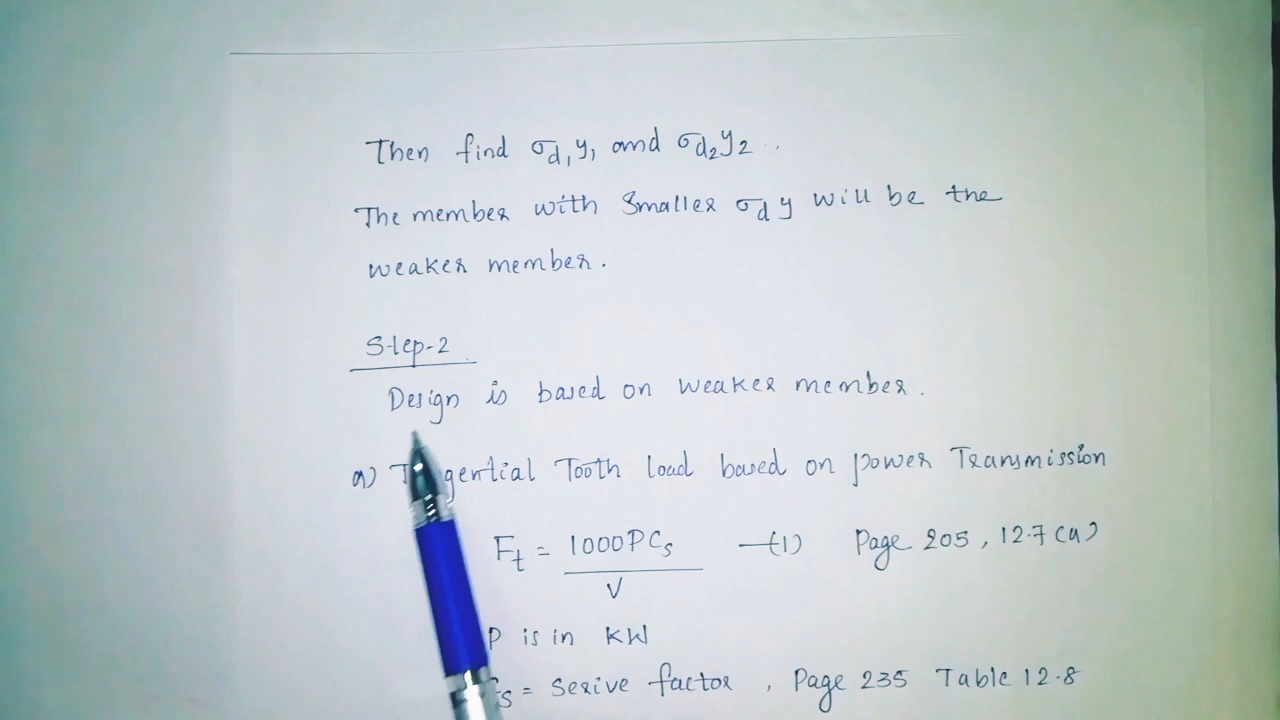 Then find σd1y1 and σd2y2.
The member with Smaller σd y will be the
weaker member.
Step-2
Design is based on weaker member.
a) T gential Tooth load based on power Transmission
Ft = 1000PCs / V —(1) Page 205, 12.7(a)
P is in KW
Cs = Serive factor, Page 235 Table 12.8